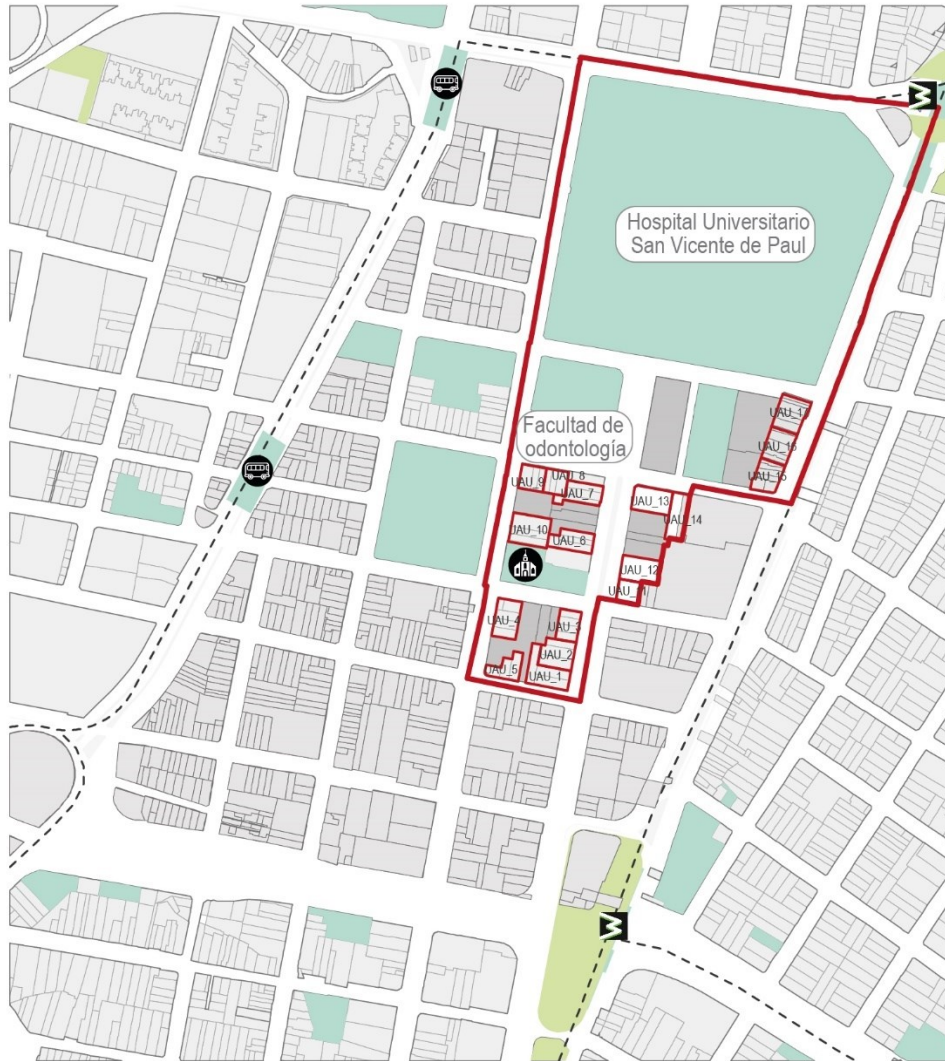 Hospital Universitario
San Vicente de Paul
Facultad de
odontología
UAU_17
UAU_16
UAU_15
UAU_8
UAU_9
UAU_7
UAU_13
UAU_14
UAU_10
UAU_6
UAU_12
UAU_11
UAU_4
UAU_3
UAU_2
UAU_5
UAU_1